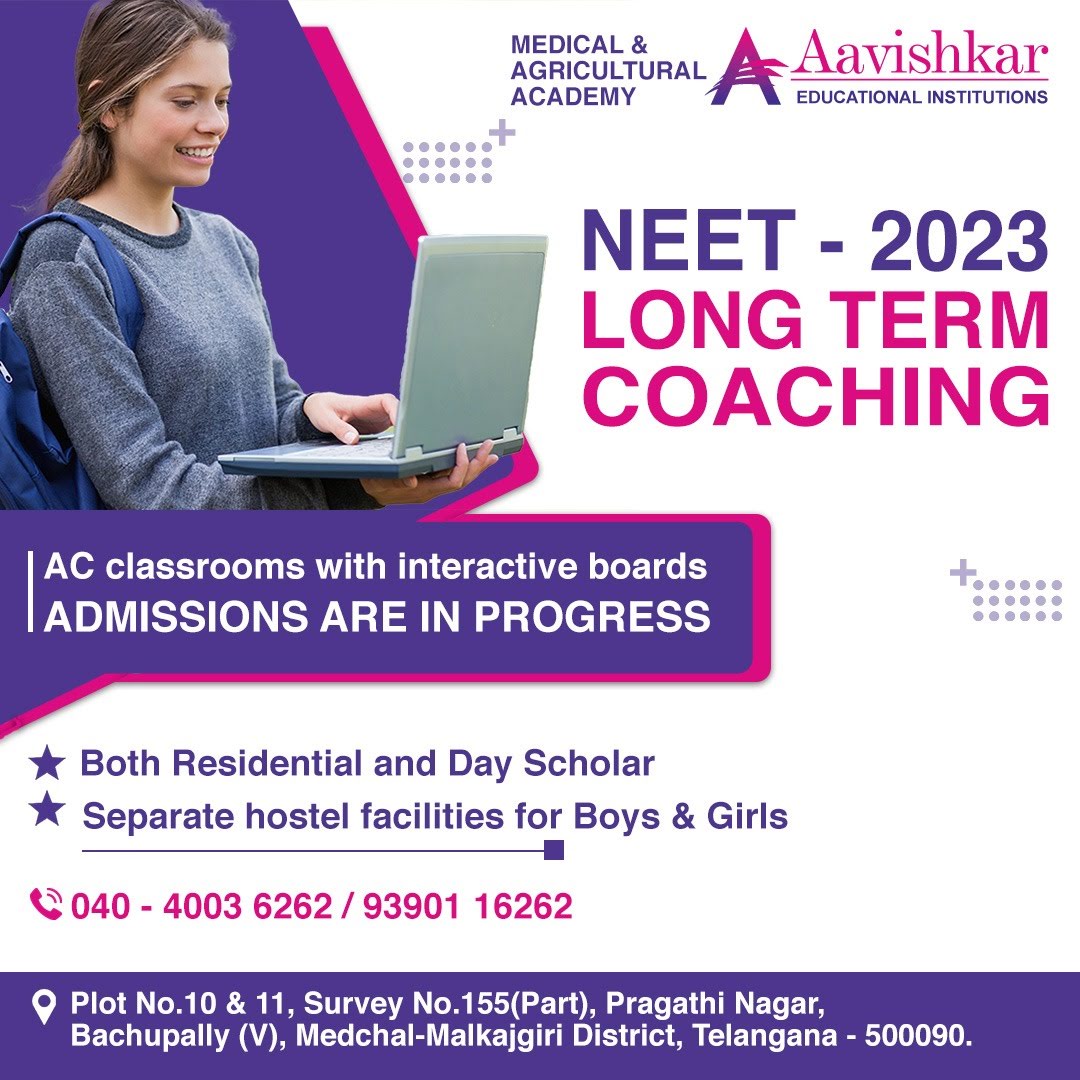 MEDICAL &
AGRICULTURAL
ACADEMY
Aavishkar
EDUCATIONAL INSTITUTIONS
NEET - 2023
LONG TERM
COACHING
AC classrooms with interactive boards
ADMISSIONS ARE IN PROGRESS
Both Residential and Day Scholar
Separate hostel facilities for Boys & Girls
040 - 4003 6262 / 93901 16262
Plot No.10 & 11, Survey No.155(Part), Pragathi Nagar,
Bachupally (V), Medchal-Malkajgiri District, Telangana - 500090.